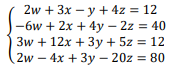 2w + 3x − y + 4z = 12
−6w + 2x + 4y − 2z = 40
3w + 12x + 3y + 5z = 12
2w − 4x + 3y − 20z = 80